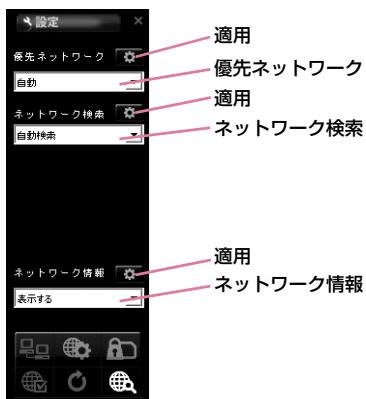 設定
適用
優先ネットワーク
優先ネットワーク
自動
適用
ネットワーク検索
ネットワーク検索
自動検索
適用
ネットワーク情報
ネットワーク情報
表示する